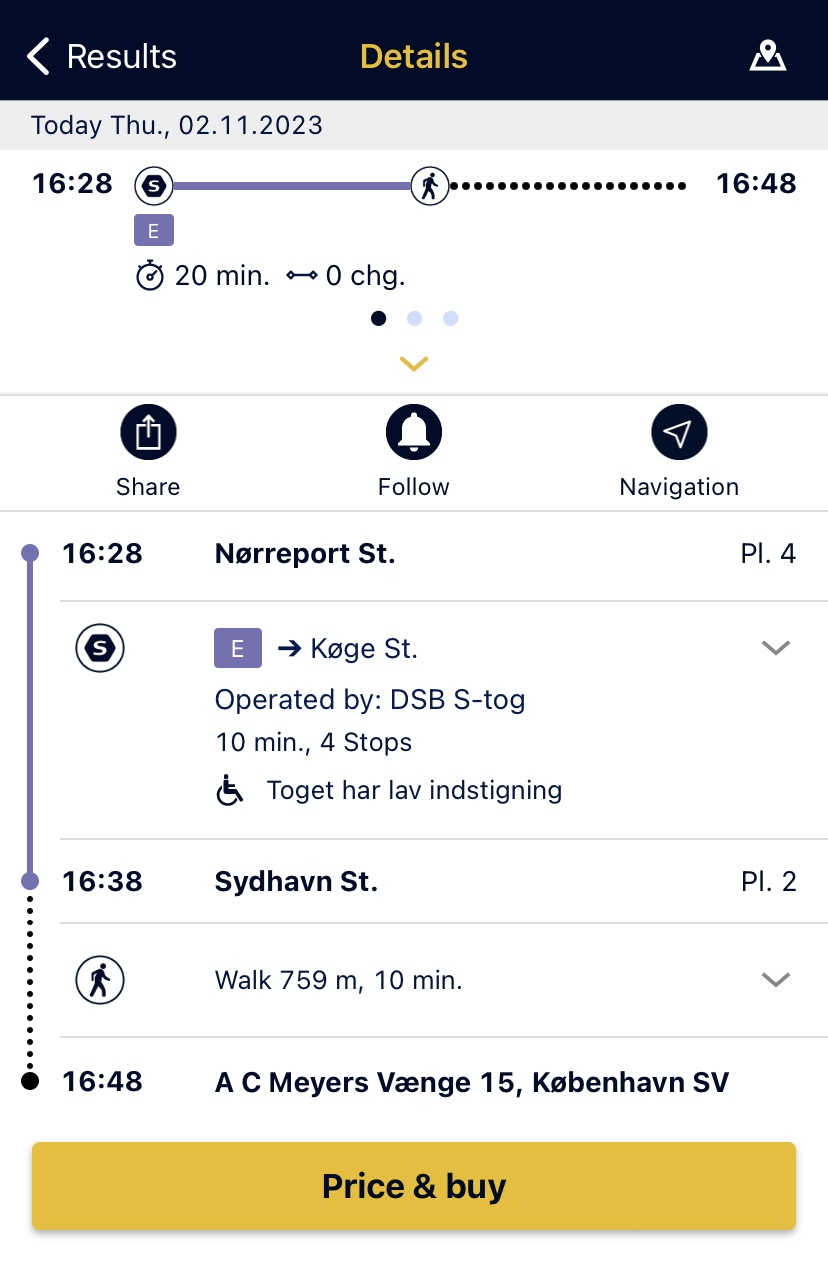 Results
Details
Today Thu., 02.11.2023
16:28 S 16:48
E
20 min. 0 chg.
Share Follow Navigation
16:28 Nørreport St. Pl. 4
S E → Køge St.
Operated by: DSB S-tog
10 min., 4 Stops
Toget har lav indstigning
16:38 Sydhavn St. Pl. 2
Walk 759 m, 10 min.
16:48 A C Meyers Vænge 15, København SV
Price & buy